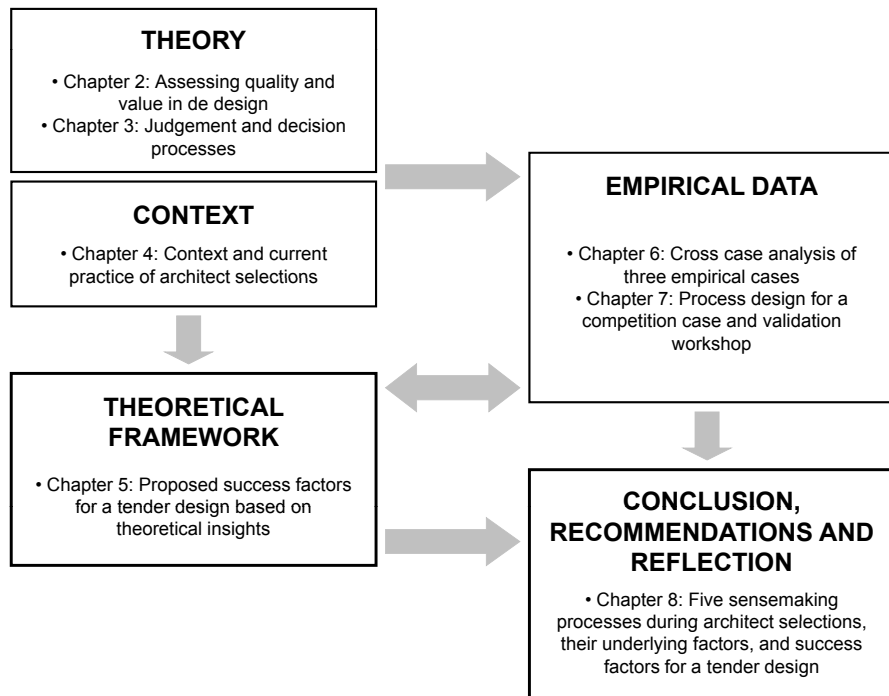 THEORY
• Chapter 2: Assessing quality and
value in de design
• Chapter 3: Judgement and decision
processes
CONTEXT
• Chapter 4: Context and current
practice of architect selections
THEORETICAL
FRAMEWORK
• Chapter 5: Proposed success factors
for a tender design based on
theoretical insights
EMPIRICAL DATA
• Chapter 6: Cross case analysis of
three empirical cases
• Chapter 7: Process design for a
competition case and validation
workshop
CONCLUSION,
RECOMMENDATIONS AND
REFLECTION
• Chapter 8: Five sensemaking
processes during architect selections,
their underlying factors, and success
factors for a tender design